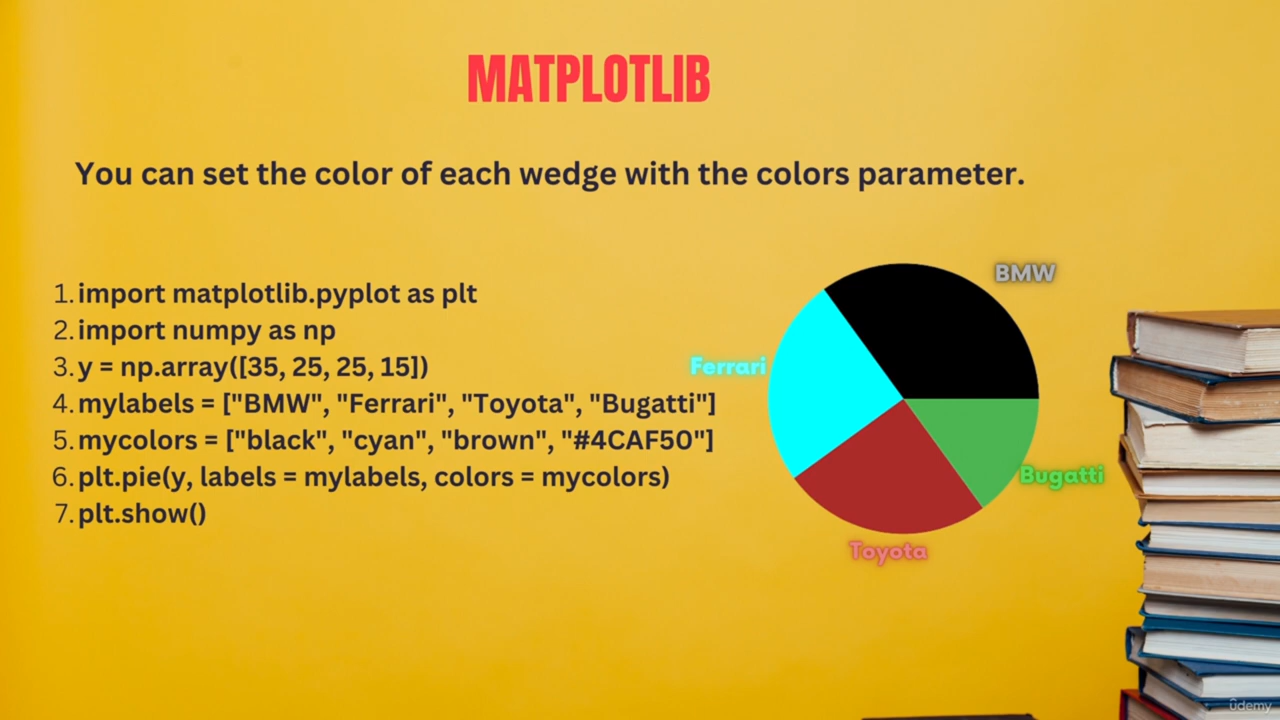 MATPLOTLIB
You can set the color of each wedge with the colors parameter.
1. import matplotlib.pyplot as plt
2. import numpy as np
3. y = np.array([35, 25, 25, 15])
4. mylabels = ["BMW", "Ferrari", "Toyota", "Bugatti"]
5. mycolors = ["black", "cyan", "brown", "#4CAF50"]
6. plt.pie(y, labels = mylabels, colors = mycolors)
7. plt.show()
BMW
Ferrari
Bugatti
Toyota
udemy